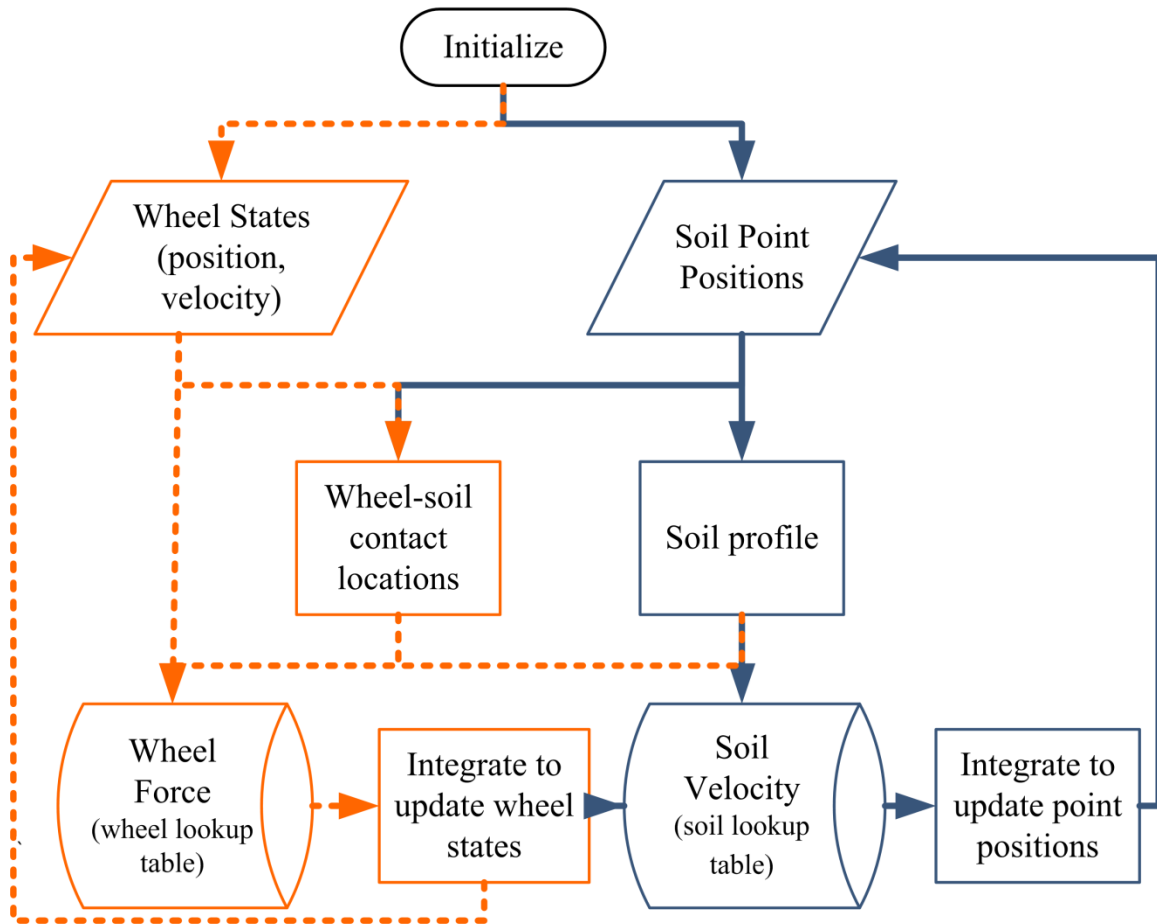 Initialize
Wheel States
(position,
velocity)
Soil Point
Positions
Wheel-soil
contact
locations
Soil profile
Wheel
Force
(wheel lookup
table)
Integrate to
update wheel
states
Soil
Velocity
(soil lookup
table)
Integrate to
update point
positions
`